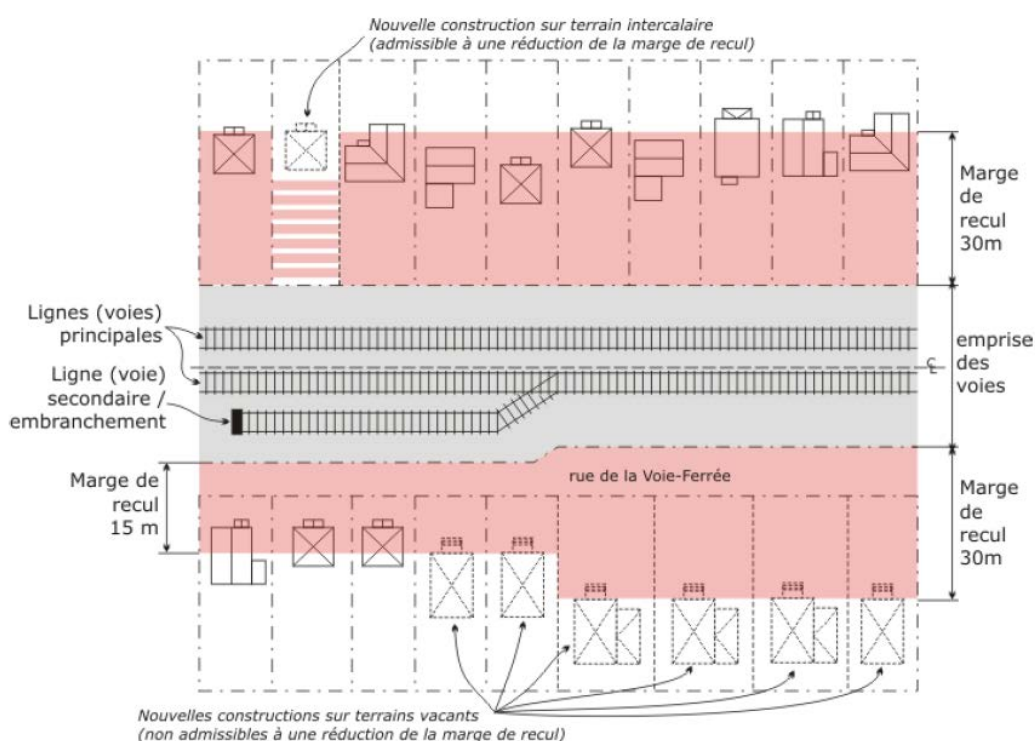 Nouvelle construction sur terrain intercalaire
(admissible à une réduction de la marge de recul)
Marge
de
recul
30m
Lignes (voies)
principales
Ligne (voie)
secondaire /
embranchement
emprise
des
voies
℄
rue de la Voie-Ferrée
Marge de
recul
15 m
Marge
de
recul
30m
Nouvelles constructions sur terrains vacants
(non admissibles à une réduction de la marge de recul)